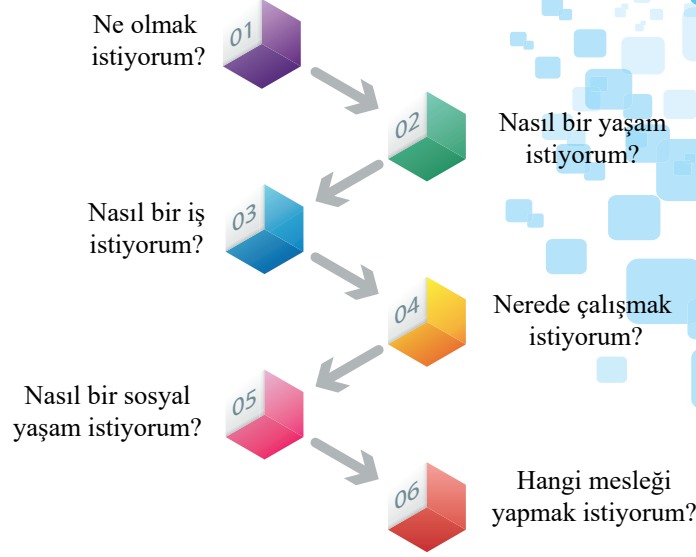 Ne olmak
istiyorum?
01
02
Nasıl bir yaşam
istiyorum?
Nasıl bir iş
istiyorum?
03
04
Nerede çalışmak
istiyorum?
Nasıl bir sosyal
yaşam istiyorum?
05
06
Hangi mesleği
yapmak istiyorum?